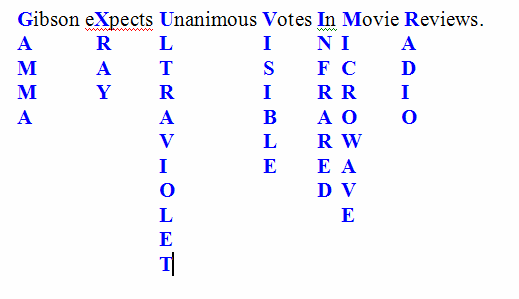 Gibson eXpects Unanimous Votes In Movie Reviews.
A R L I N I A
M A T S F C D
M Y R I R R I
A A B A O O
V L R W
I E E A
O D V
L E
E
T